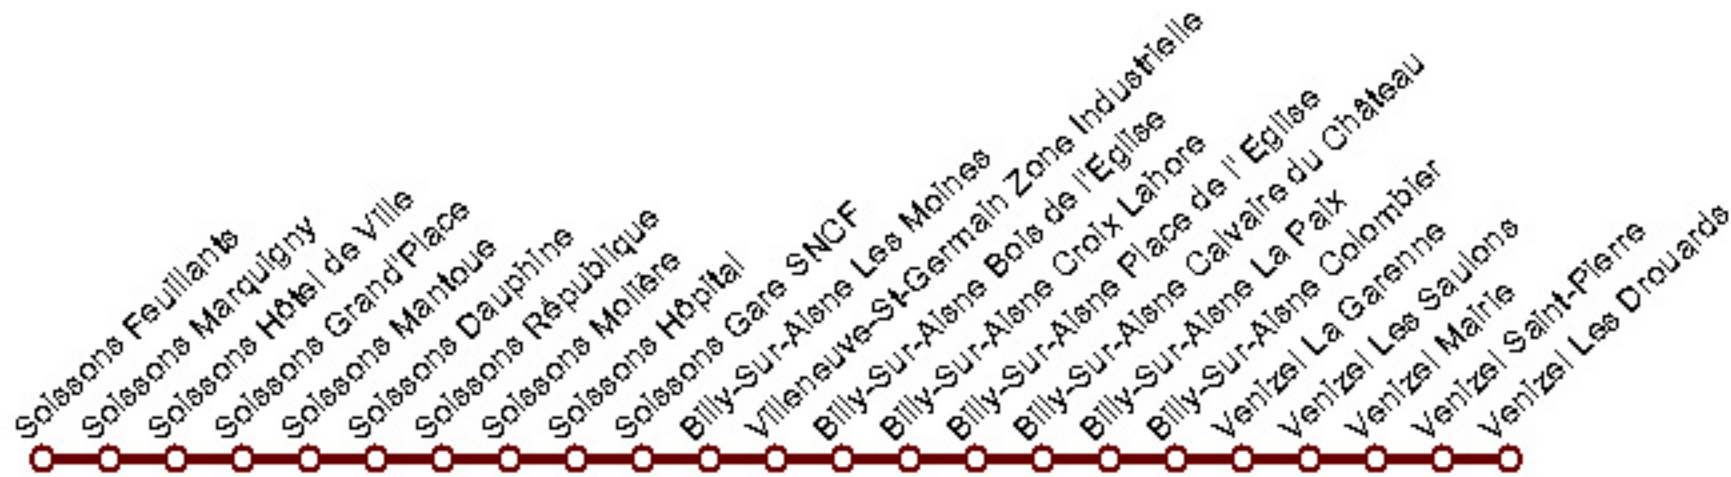 Soissons Feuillants
Soissons Marquigny
Soissons Hôtel de Ville
Soissons Grand'Place
Soissons Mantoue
Soissons Dauphine
Soissons République
Soissons Molière
Soissons Hôpital
Soissons Gare SNCF
Billy-Sur-Aisne Les Moines
Villeneuve-St-Germain Zone Industrielle
Billy-Sur-Aisne Bois de l'Eglise
Billy-Sur-Aisne Croix Lahore
Billy-Sur-Aisne Place de l' Eglise
Billy-Sur-Aisne Calvaire du Château
Billy-Sur-Aisne La Paix
Billy-Sur-Aisne Colombier
Venizel La Garenne
Venizel Les Saulons
Venizel Mairie
Venizel Saint-Pierre
Venizel Les Drouards